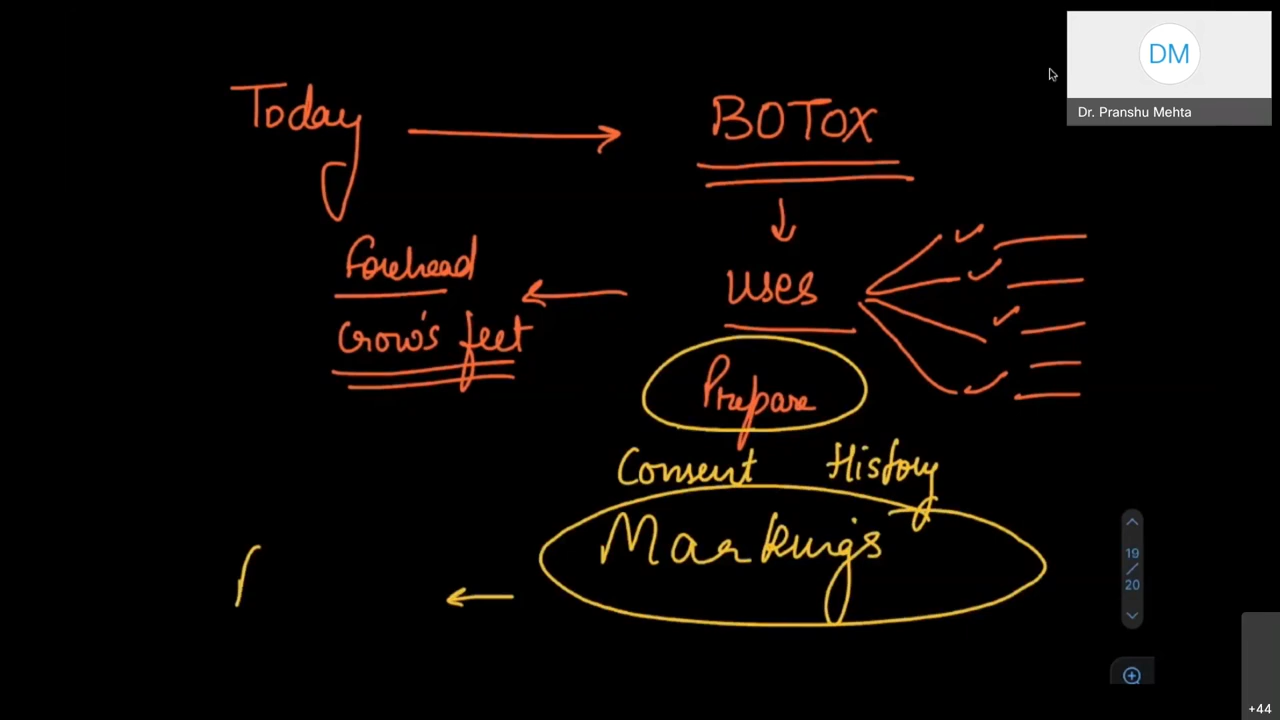 DM
Dr. Pranshu Mehta
Today → BOTOX
Forehead ← Uses
Crow's feet
Prepare
Consent History
Markings
19
/
20
+44